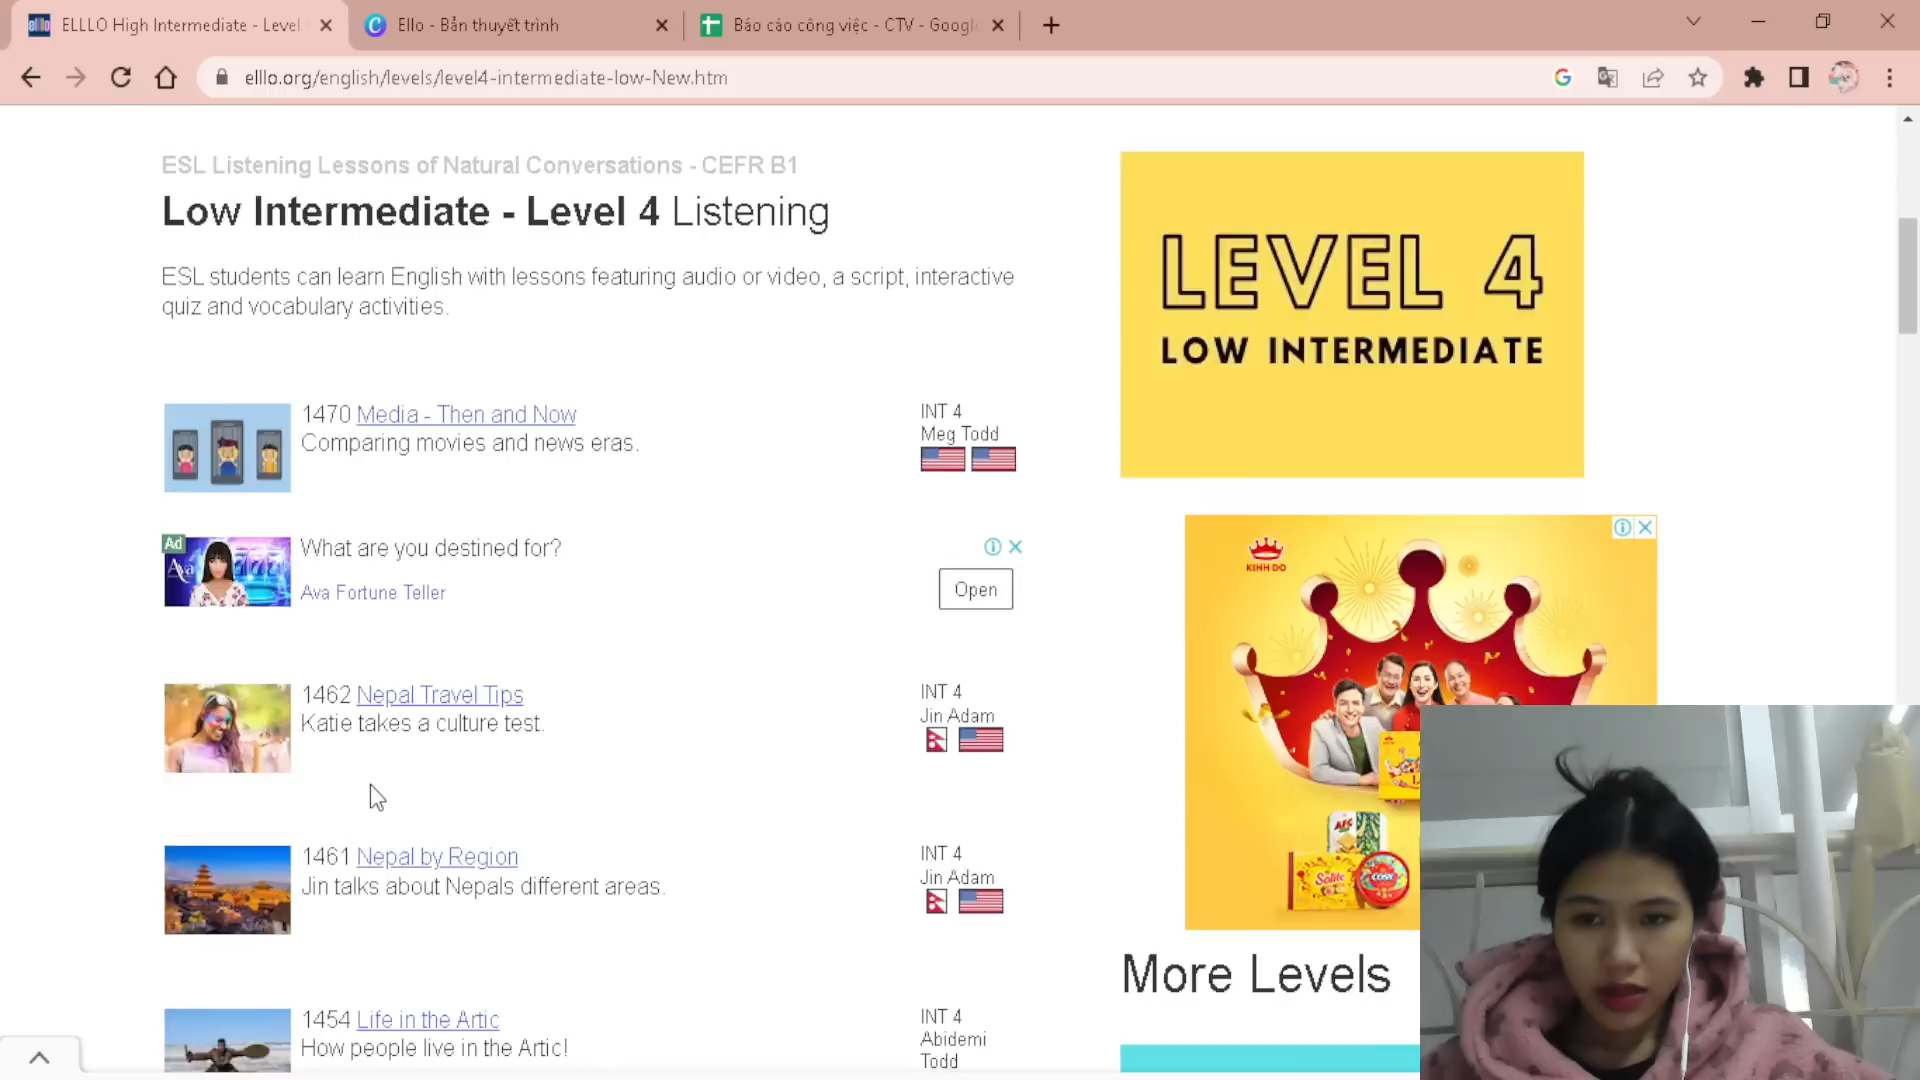 ELLLO High Intermediate - Level
Ello - Bản thuyết trình
Báo cáo công việc - CTV - Googl
elllo.org/english/levels/level4-intermediate-low-New.htm
ESL Listening Lessons of Natural Conversations - CEFR B1
Low Intermediate - Level 4 Listening
ESL students can learn English with lessons featuring audio or video, a script, interactive
quiz and vocabulary activities.
LEVEL 4
LOW INTERMEDIATE
1470 Media - Then and Now
Comparing movies and news eras.
INT 4
Meg Todd
Ad
Ava
What are you destined for?
Ava Fortune Teller
Open
KINH DO
1462 Nepal Travel Tips
Katie takes a culture test.
INT 4
Jin Adam
AFC
Solite
COSY
1461 Nepal by Region
Jin talks about Nepals different areas.
INT 4
Jin Adam
More Levels
1454 Life in the Artic
How people live in the Artic!
INT 4
Abidemi
Todd